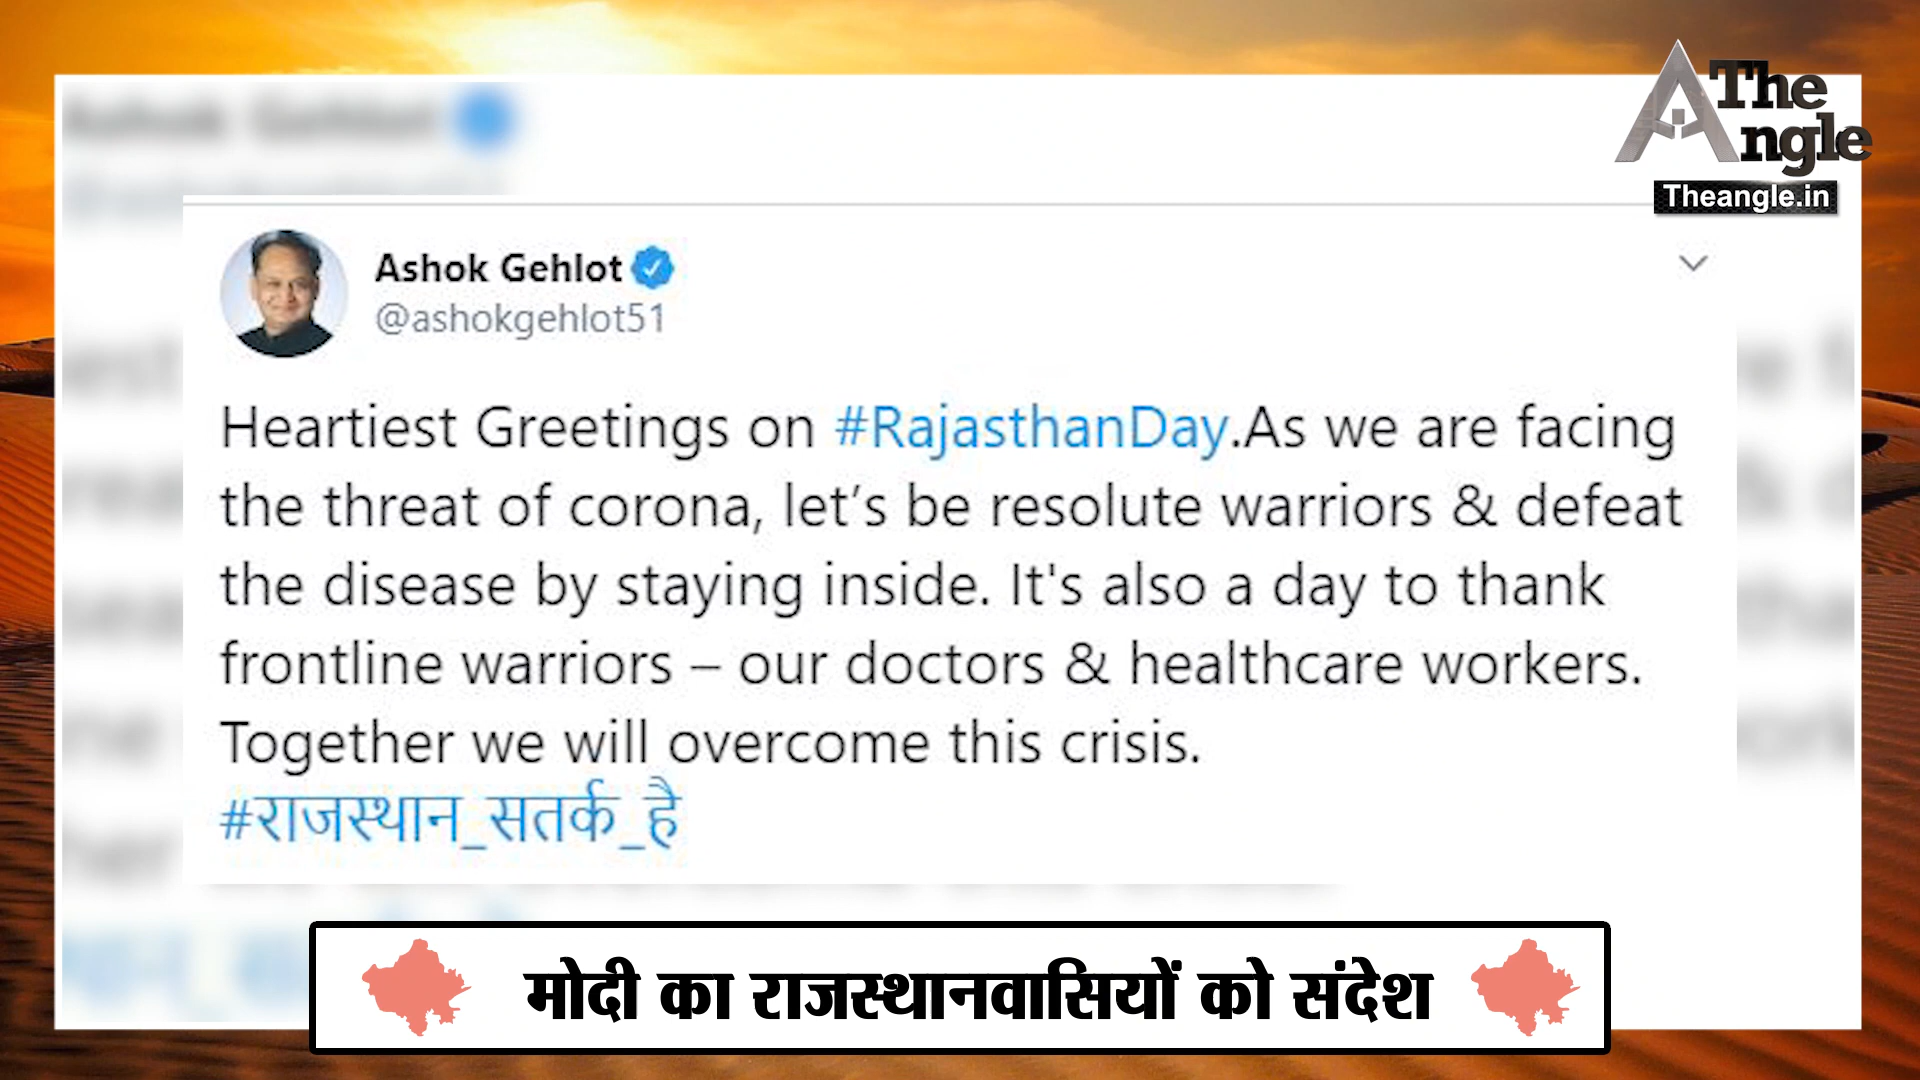 The
Angle
Theangle.in
Ashok Gehlot
@ashokgehlot51
Heartiest Greetings on #RajasthanDay.As we are facing
the threat of corona, let’s be resolute warriors & defeat
the disease by staying inside. It's also a day to thank
frontline warriors – our doctors & healthcare workers.
Together we will overcome this crisis.
#राजस्थान_सतर्क_है
मोदी का राजस्थानवासियों को संदेश